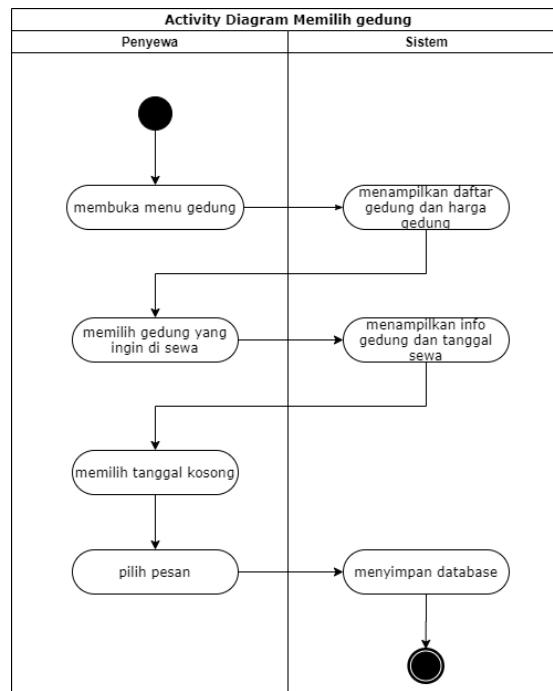 Activity Diagram Memilih gedung
Penyewa
Sistem
membuka menu gedung
menampilkan daftar
gedung dan harga
gedung
memilih gedung yang
ingin di sewa
menampilkan info
gedung dan tanggal
sewa
memilih tanggal kosong
pilih pesan
menyimpan database